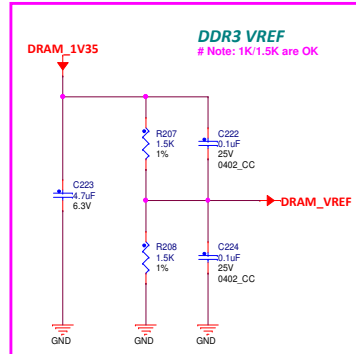 DDR3 VREF
# Note: 1K/1.5K are OK
DRAM_1V35
R207
1.5K
1%
C222
0.1uF
25V
0402_CC
C223
4.7uF
6.3V
DRAM_VREF
R208
1.5K
1%
C224
0.1uF
25V
0402_CC
GND
GND
GND